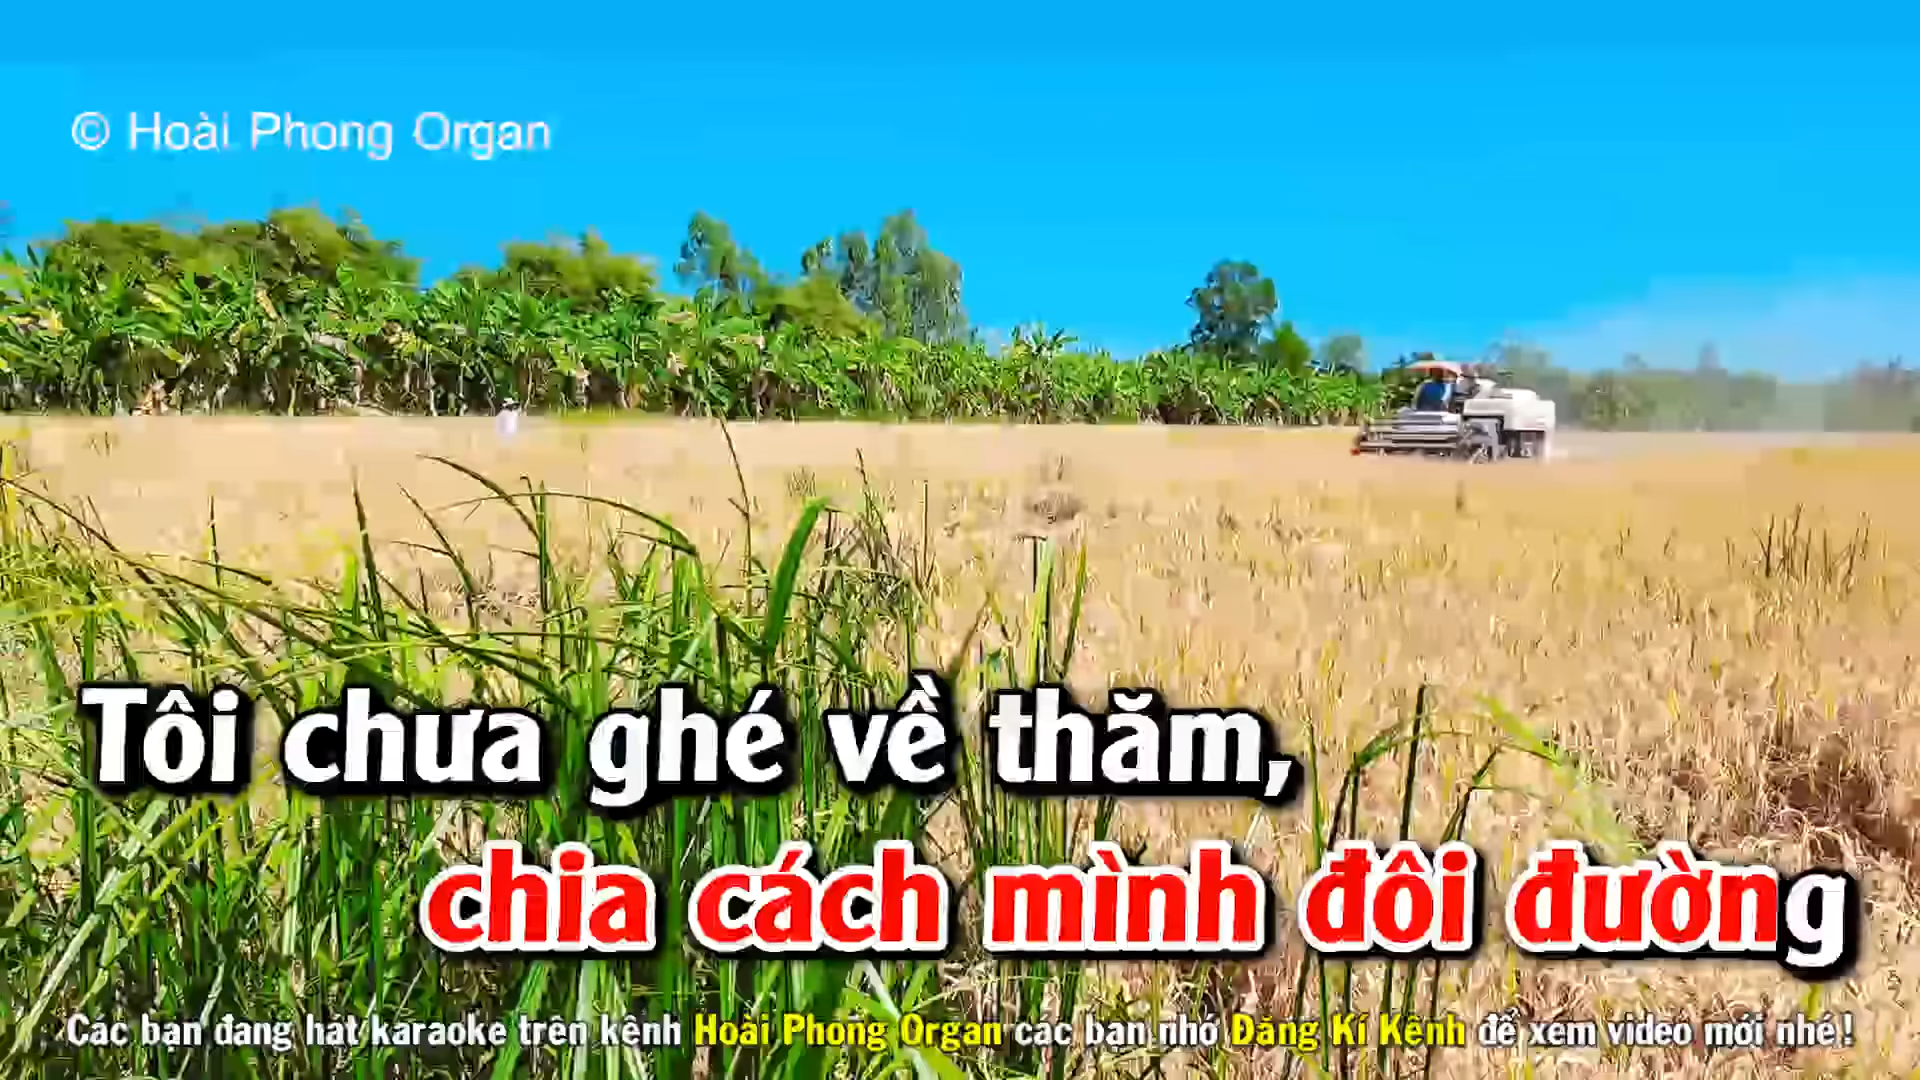 © Hoài Phong Organ
Tôi chưa ghé về thăm,
chia cách mình đôi đường
Các bạn đang hát karaoke trên kênh Hoài Phong Organ các bạn nhớ Đăng Kí Kênh để xem video mới nhé!